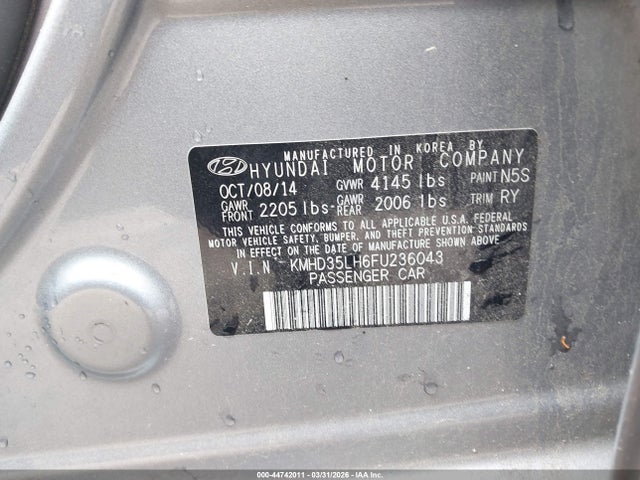 MANUFACTURED IN KOREA BY
HYUNDAI MOTOR COMPANY
OCT/08/14 GVWR 4145 lbs PAINT N5S
GAWR FRONT 2205 lbs- GAWR REAR 2006 lbs TRIM RY
THIS VEHICLE CONFORMS TO ALL APPLICABLE U.S.A. FEDERAL
MOTOR VEHICLE SAFETY, BUMPER, AND THEFT PREVENTION STANDARDS
IN EFFECT ON THE DATE OF MANUFACTURE SHOWN ABOVE.
V.I.N KMHD35LH6FU236043
PASSENGER CAR
000-44742011 - 03/31/2026 - IAAHQCARS